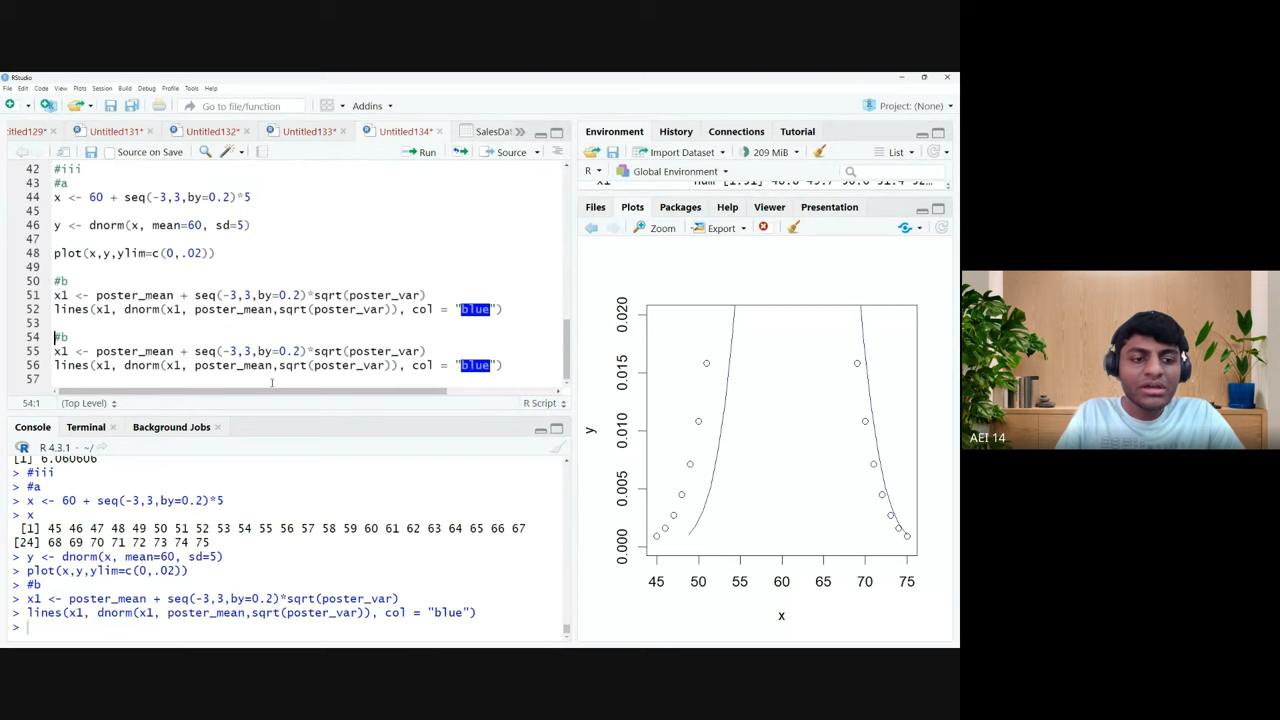 RStudio
File Edit Code View Plots Session Build Debug Profile Tools Help
Go to file/function
Addins
Project: (None)
ntitled129*
Untitled131*
Untitled132*
Untitled133*
Untitled134*
SalesDat
Source on Save
Run
Source
42 #iii
43 #a
44 x <- 60 + seq(-3,3,by=0.2)*5
45
46 y <- dnorm(x, mean=60, sd=5)
47
48 plot(x,y,ylim=c(0,.02))
49
50 #b
51 x1 <- poster_mean + seq(-3,3,by=0.2)*sqrt(poster_var)
52 lines(x1, dnorm(x1, poster_mean,sqrt(poster_var)), col = "blue")
53
54 #b
55 x1 <- poster_mean + seq(-3,3,by=0.2)*sqrt(poster_var)
56 lines(x1, dnorm(x1, poster_mean,sqrt(poster_var)), col = "blue")
57
54:1 (Top Level) R Script
Console Terminal Background Jobs
R 4.3.1 · ~/
[1] 6.060606
> #iii
> #a
> x <- 60 + seq(-3,3,by=0.2)*5
> x
[1] 45 46 47 48 49 50 51 52 53 54 55 56 57 58 59 60 61 62 63 64 65 66 67
[24] 68 69 70 71 72 73 74 75
> y <- dnorm(x, mean=60, sd=5)
> plot(x,y,ylim=c(0,.02))
> #b
> x1 <- poster_mean + seq(-3,3,by=0.2)*sqrt(poster_var)
> lines(x1, dnorm(x1, poster_mean,sqrt(poster_var)), col = "blue")
>
Environment History Connections Tutorial
Import Dataset 209 MiB List
R Global Environment
Files Plots Packages Help Viewer Presentation
Zoom Export
0.020
0.015
0.010
0.005
0.000
y
45 50 55 60 65 70 75
x
AEI 14